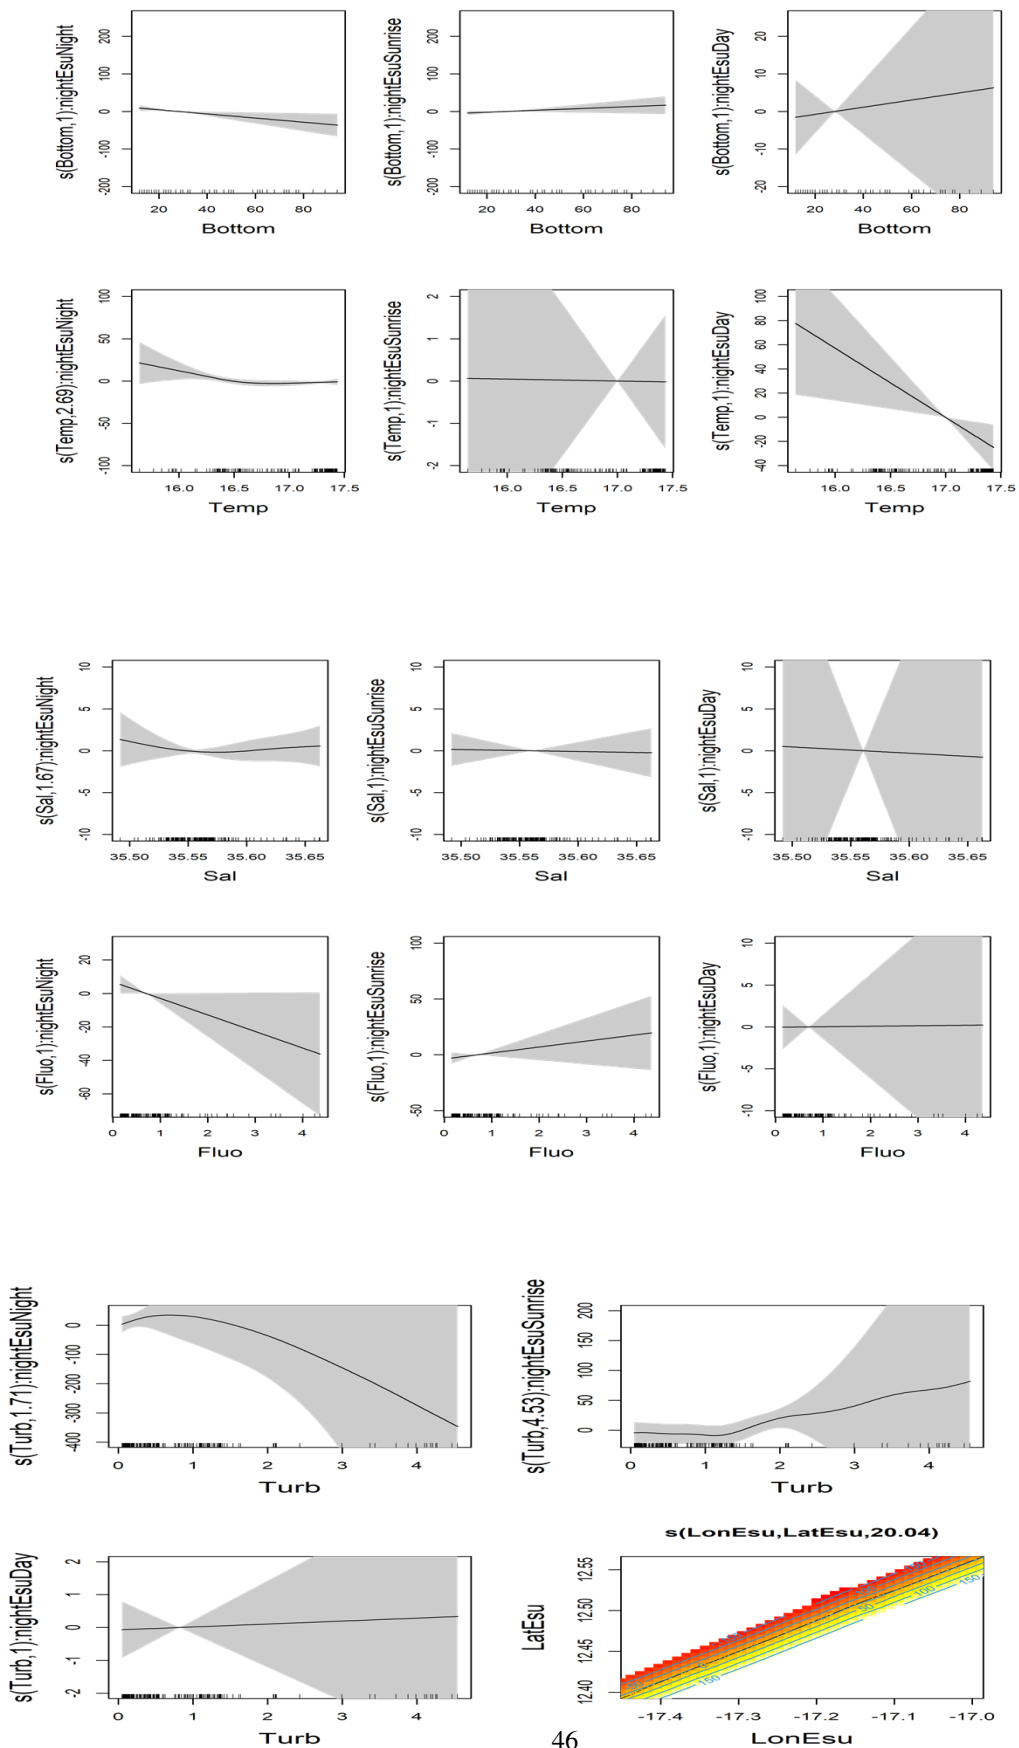 s(Bottom,1):nightEsuNight
-200 -100 0 100 200
20 40 60 80
Bottom
s(Bottom,1):nightEsuSunrise
-200 -100 0 100 200
20 40 60 80
Bottom
s(Bottom,1):nightEsuDay
-20 -10 0 10 20
20 40 60 80
Bottom
s(Temp,2.69):nightEsuNight
-100 -50 0 50 100
16.0 16.5 17.0 17.5
Temp
s(Temp,1):nightEsuSunrise
-2 -1 0 1 2
16.0 16.5 17.0 17.5
Temp
s(Temp,1):nightEsuDay
40 -20 0 20 40 60 80 100
16.0 16.5 17.0 17.5
Temp
s(Sal,1.67):nightEsuNight
-10 -5 0 5 10
35.50 35.56 35.60 35.65
Sal
s(Sal,1):nightEsuSunrise
-10 -5 0 5 10
35.50 35.56 35.60 35.65
Sal
s(Sal,1):nightEsuDay
-10 -5 0 5 10
35.50 35.56 35.60 35.65
Sal
s(Fluo,1):nightEsuNight
-60 -40 -20 0 20
0 1 2 3 4
Fluo
s(Fluo,1):nightEsuSunrise
-50 0 50 100
0 1 2 3 4
Fluo
s(Fluo,1):nightEsuDay
-10 -5 0 5 10
0 1 2 3 4
Fluo
s(Turb,1.71):nightEsuNight
400 -300 -200 -100 0
0 1 2 3 4
Turb
s(Turb,4.53):nightEsuSunrise
0 50 100 150 200
0 1 2 3 4
Turb
s(Turb,1):nightEsuDay
-2 -1 0 1 2
0 1 2 3 4
Turb
s(LonEsu,LatEsu,20.04)
LatEsu
12.40 12.45 12.50 12.55
50 100 150
150
-17.4 -17.3 -17.2 -17.1 -17.0
LonEsu
46